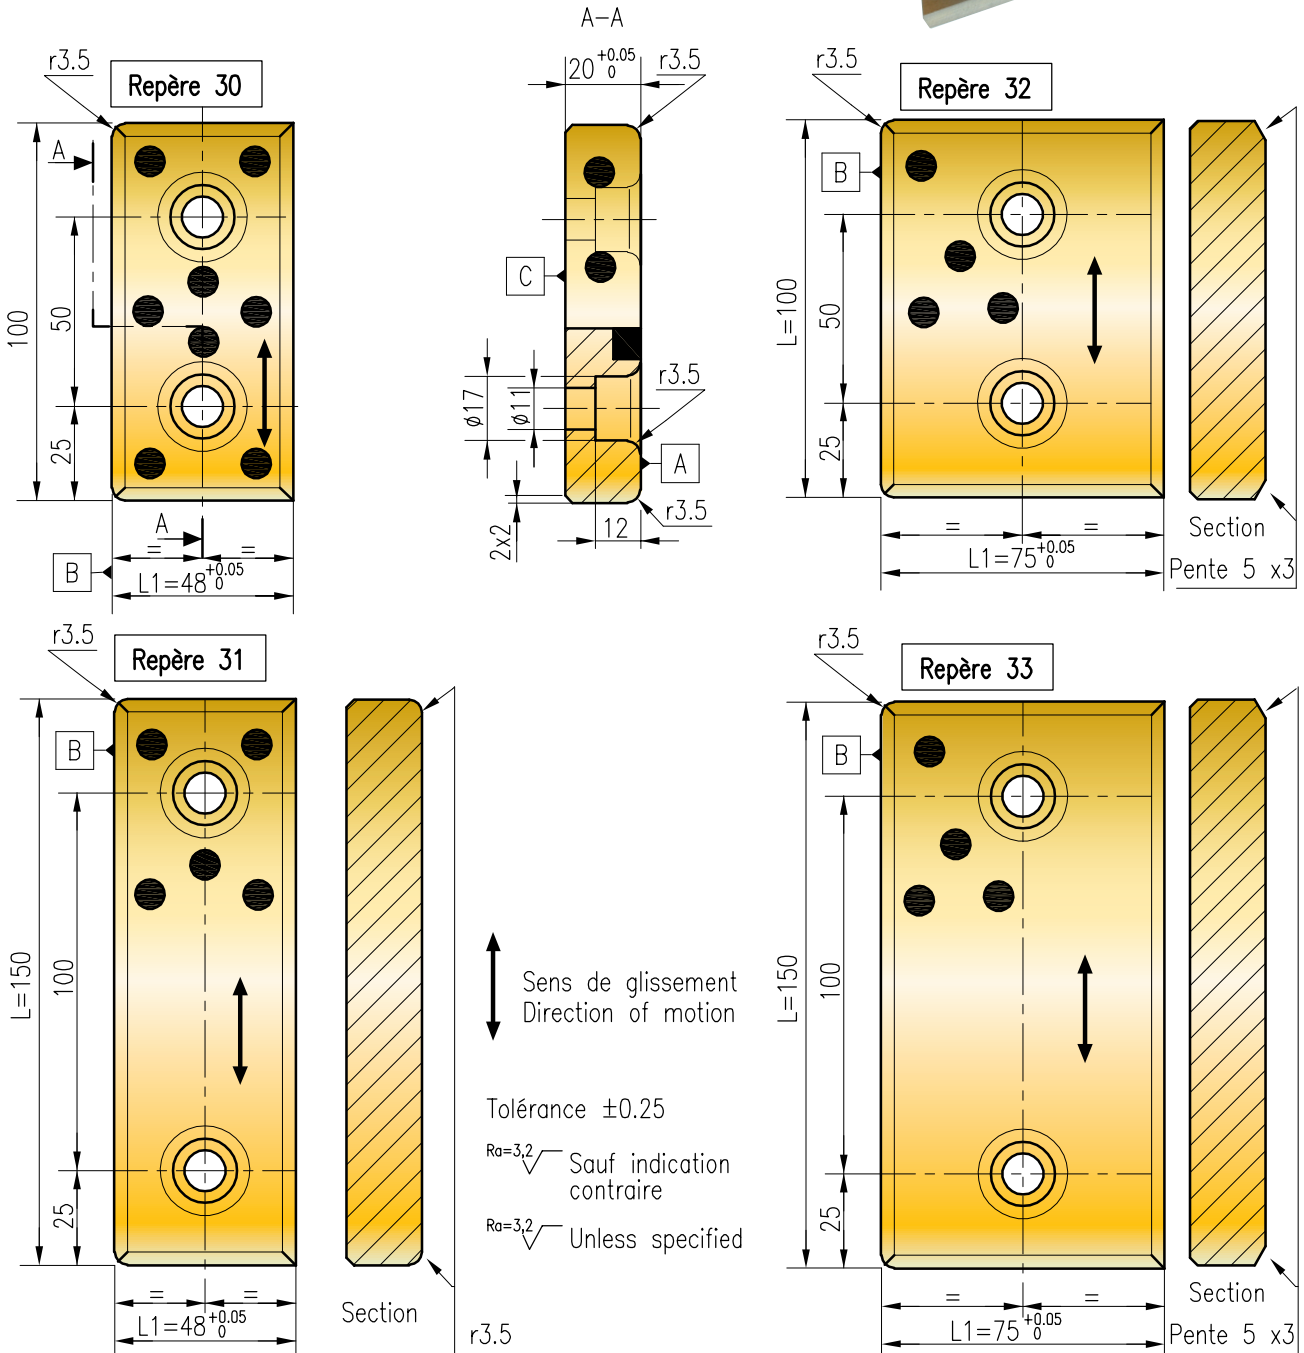 A–A
r3.5
Repère 30
A
100
50
25
A
=
=
B
L1=48 +0.05 0
20 +0.05 0
r3.5
C
ø17
ø11
r3.5
A
2x2
12
r3.5
r3.5
Repère 32
B
L=100
50
25
=
=
L1=75 +0.05 0
Section
Pente 5 x3
r3.5
Repère 31
B
L=150
100
25
=
=
L1=48 +0.05 0
Section
r3.5
Sens de glissement
Direction of motion
Tolérance ±0.25
Ra=3,2 Sauf indication
contraire
Ra=3,2 Unless specified
r3.5
Repère 33
B
L=150
100
25
=
=
L1=75 +0.05 0
Section
Pente 5 x3